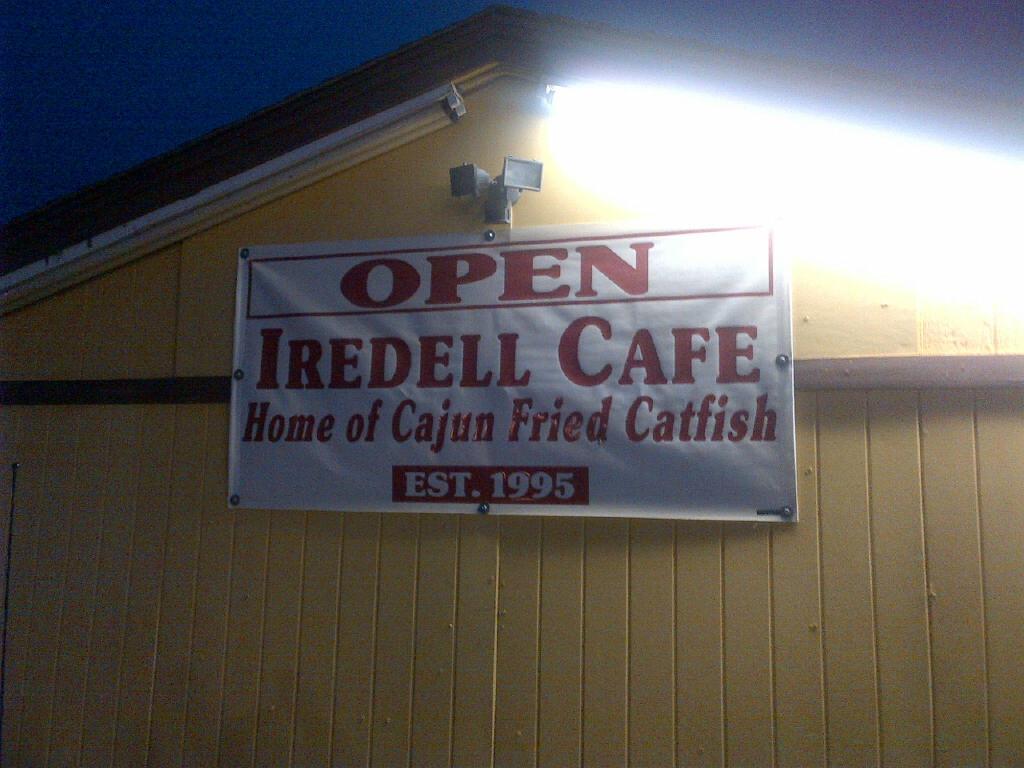 OPEN
IREDELL CAFE
Home of Cajun Fried Catfish
EST. 1995